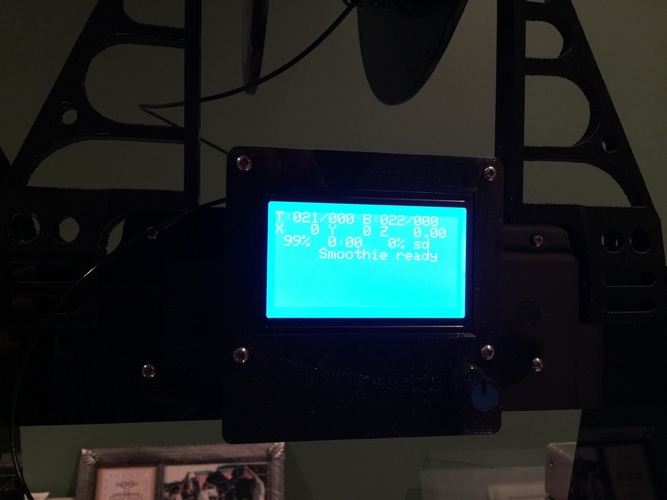 T:021/000 B:022/000
X 0 Y 0 Z 0.00
99% 0:00 0% sd
Smoothie ready